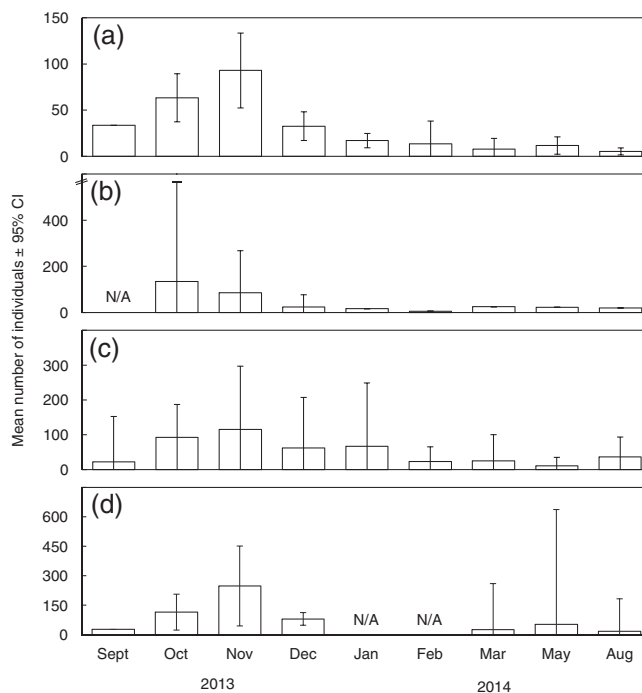 Mean number of individuals ± 95% CI
(a)
150
100
50
0
(b)
400
200
0
N/A
(c)
300
200
100
0
(d)
600
450
300
150
0
N/A N/A
Sept Oct Nov Dec Jan Feb Mar May Aug
2013 2014